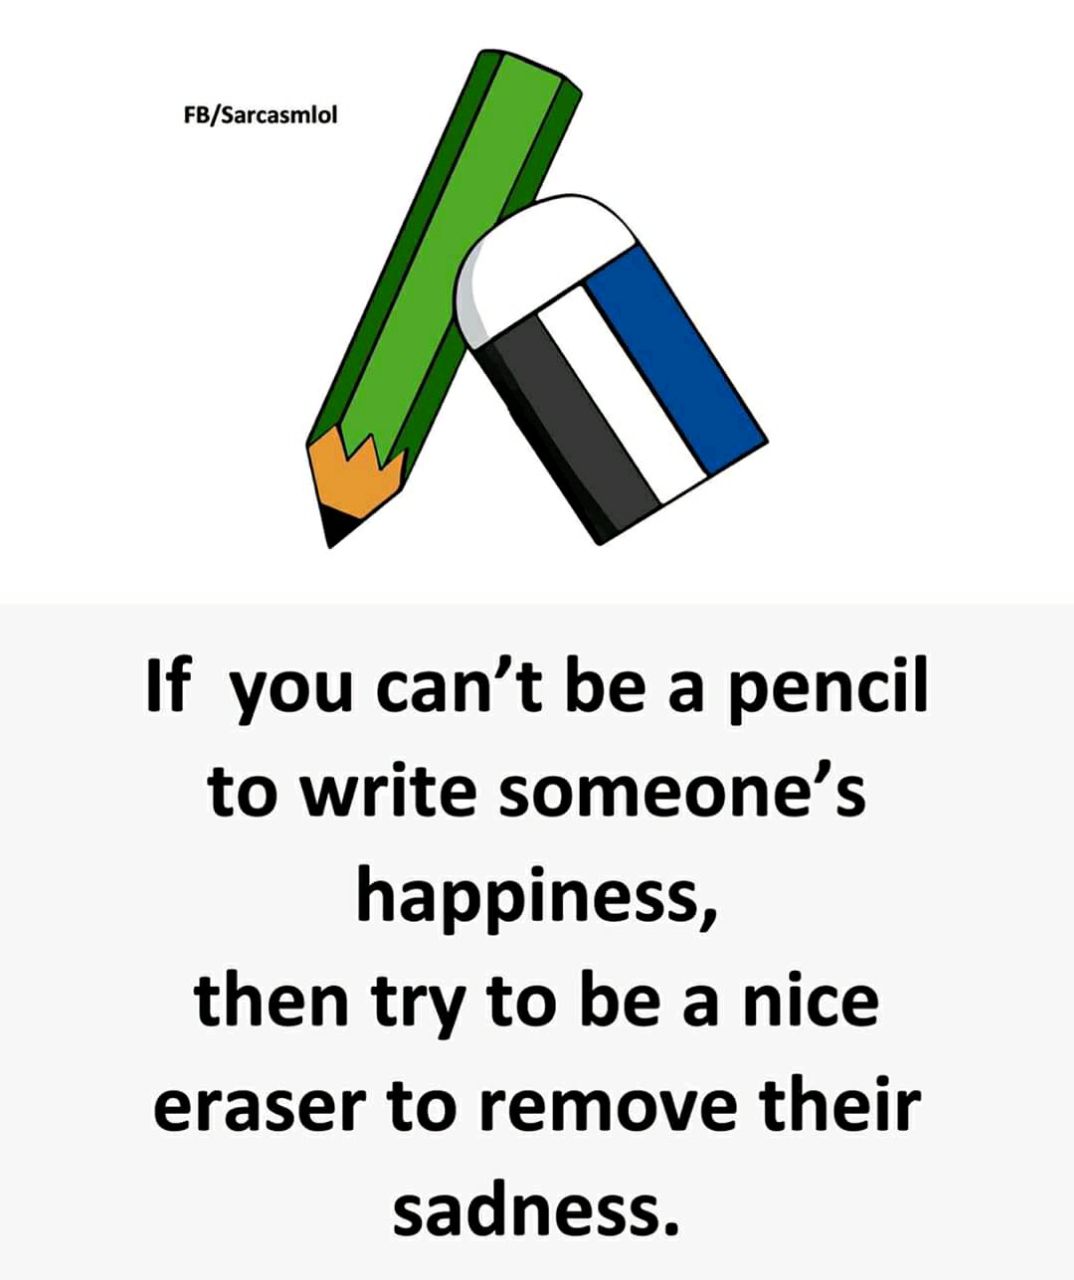 FB/Sarcasmlol
If you can’t be a pencil
to write someone’s
happiness,
then try to be a nice
eraser to remove their
sadness.